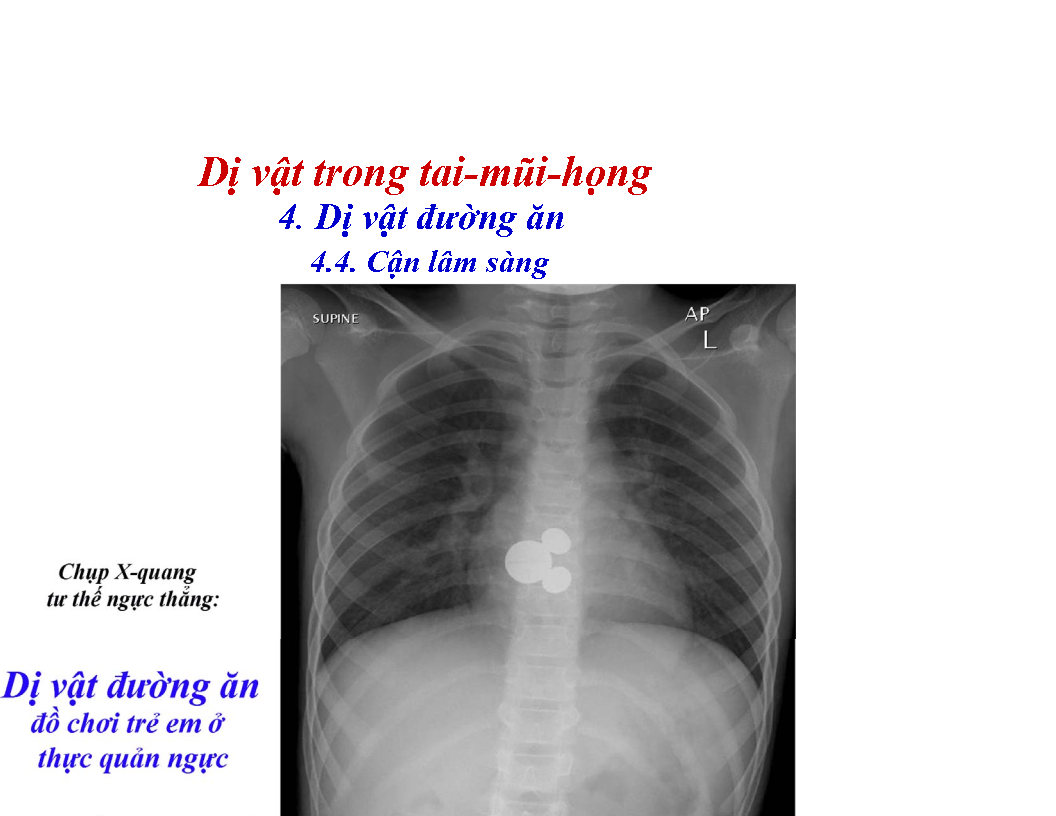 Dị vật trong tai-mũi-họng
4. Dị vật đường ăn
4.4. Cận lâm sàng
SUPINE
AP
L
Chụp X-quang
tư thế ngực thẳng:
Dị vật đường ăn
đồ chơi trẻ em ở
thực quản ngực